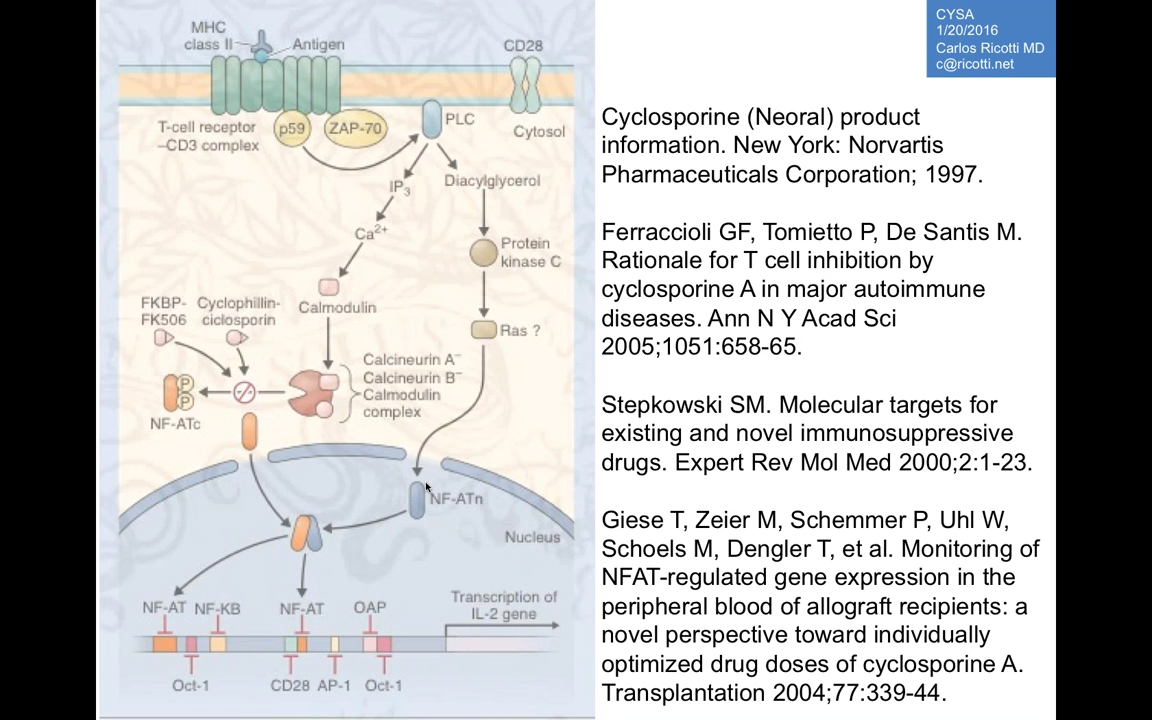 MHC
class II
Antigen
CD28
T-cell receptor
–CD3 complex
p59
ZAP-70
PLC
Cytosol
IP3
Diacylglycerol
Ca2+
Protein
kinase C
FKBP-
FK506
Cyclophillin-
ciclosporin
Calmodulin
Ras ?
Calcineurin A–
Calcineurin B–
Calmodulin
complex
P
P
NF-ATc
NF-ATn
Nucleus
NF-AT
NF-KB
NF-AT
OAP
Transcription of
IL-2 gene
Oct-1
CD28
AP-1
Oct-1
CYSA
1/20/2016
Carlos Ricotti MD
c@ricotti.net
Cyclosporine (Neoral) product
information. New York: Norvartis
Pharmaceuticals Corporation; 1997.
Ferraccioli GF, Tomietto P, De Santis M.
Rationale for T cell inhibition by
cyclosporine A in major autoimmune
diseases. Ann N Y Acad Sci
2005;1051:658-65.
Stepkowski SM. Molecular targets for
existing and novel immunosuppressive
drugs. Expert Rev Mol Med 2000;2:1-23.
Giese T, Zeier M, Schemmer P, Uhl W,
Schoels M, Dengler T, et al. Monitoring of
NFAT-regulated gene expression in the
peripheral blood of allograft recipients: a
novel perspective toward individually
optimized drug doses of cyclosporine A.
Transplantation 2004;77:339-44.